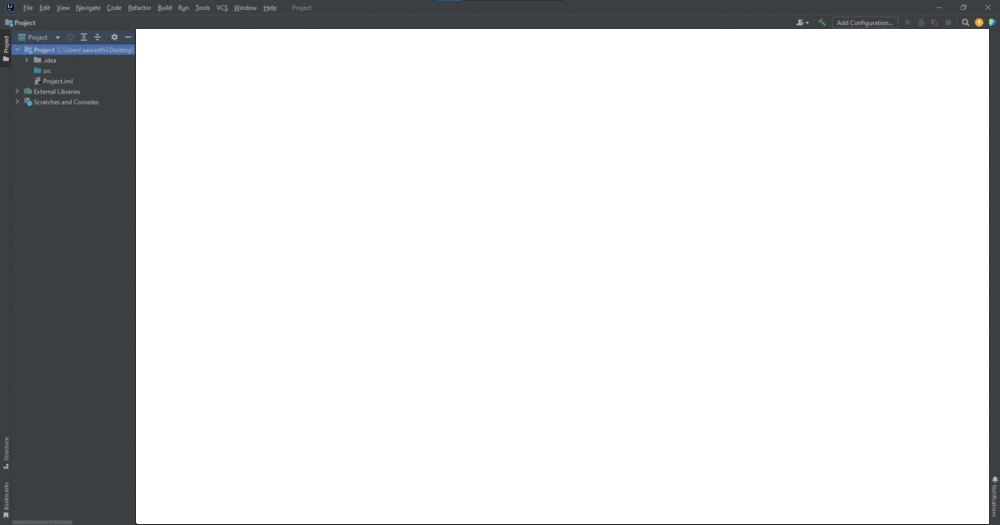 File Edit View Navigate Code Refactor Build Run Tools VCS Window Help Project
Project
Add Configuration...
Project
Project
Project C:\Users\aawasthi\Desktop\
.idea
src
Project.iml
External Libraries
Scratches and Consoles
Structure
Bookmarks
Notifications